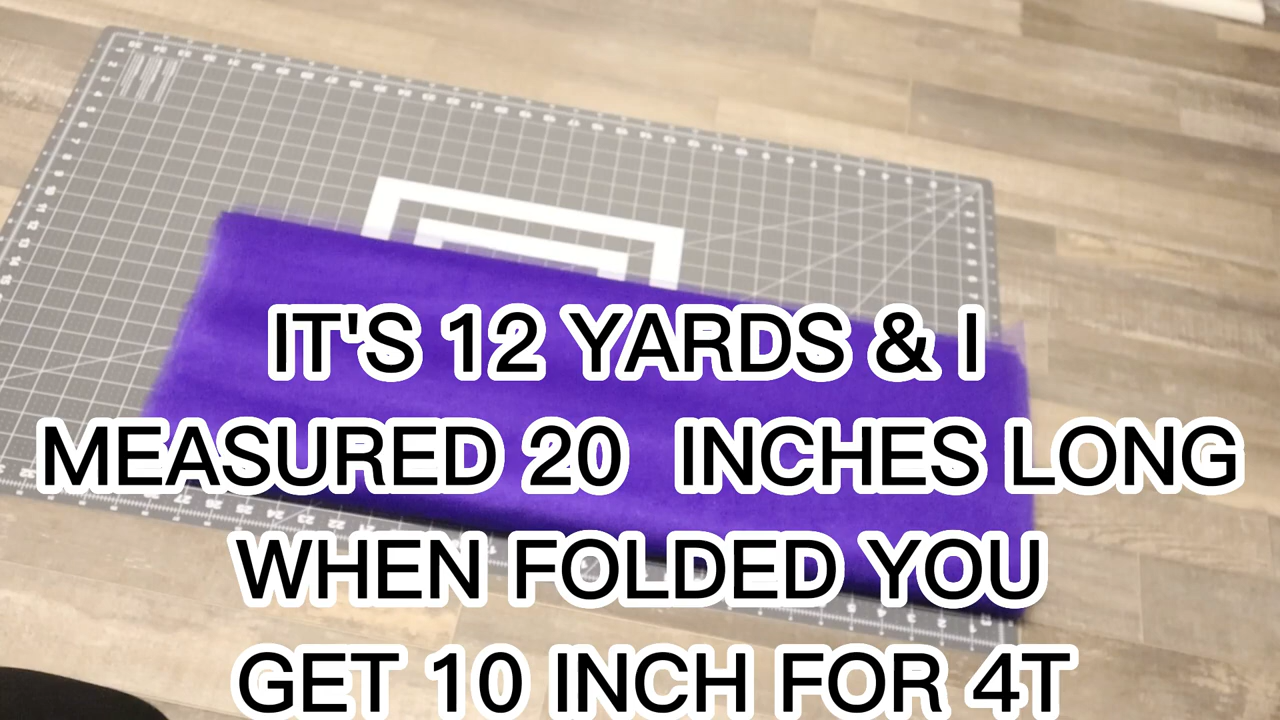 IT'S 12 YARDS & I
MEASURED 20 INCHES LONG
WHEN FOLDED YOU
GET 10 INCH FOR 4T